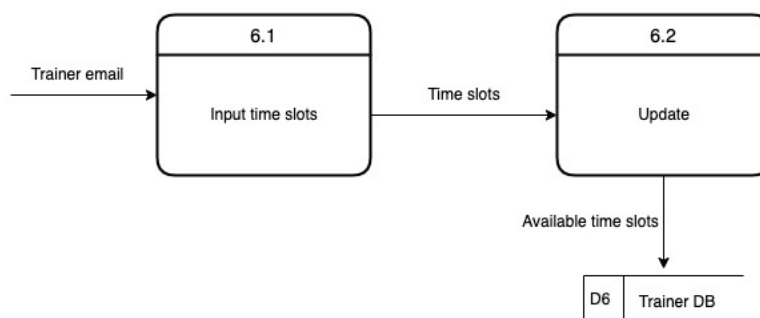 6.1
6.2
Trainer email
Time slots
Input time slots
Update
Available time slots
D6
Trainer DB